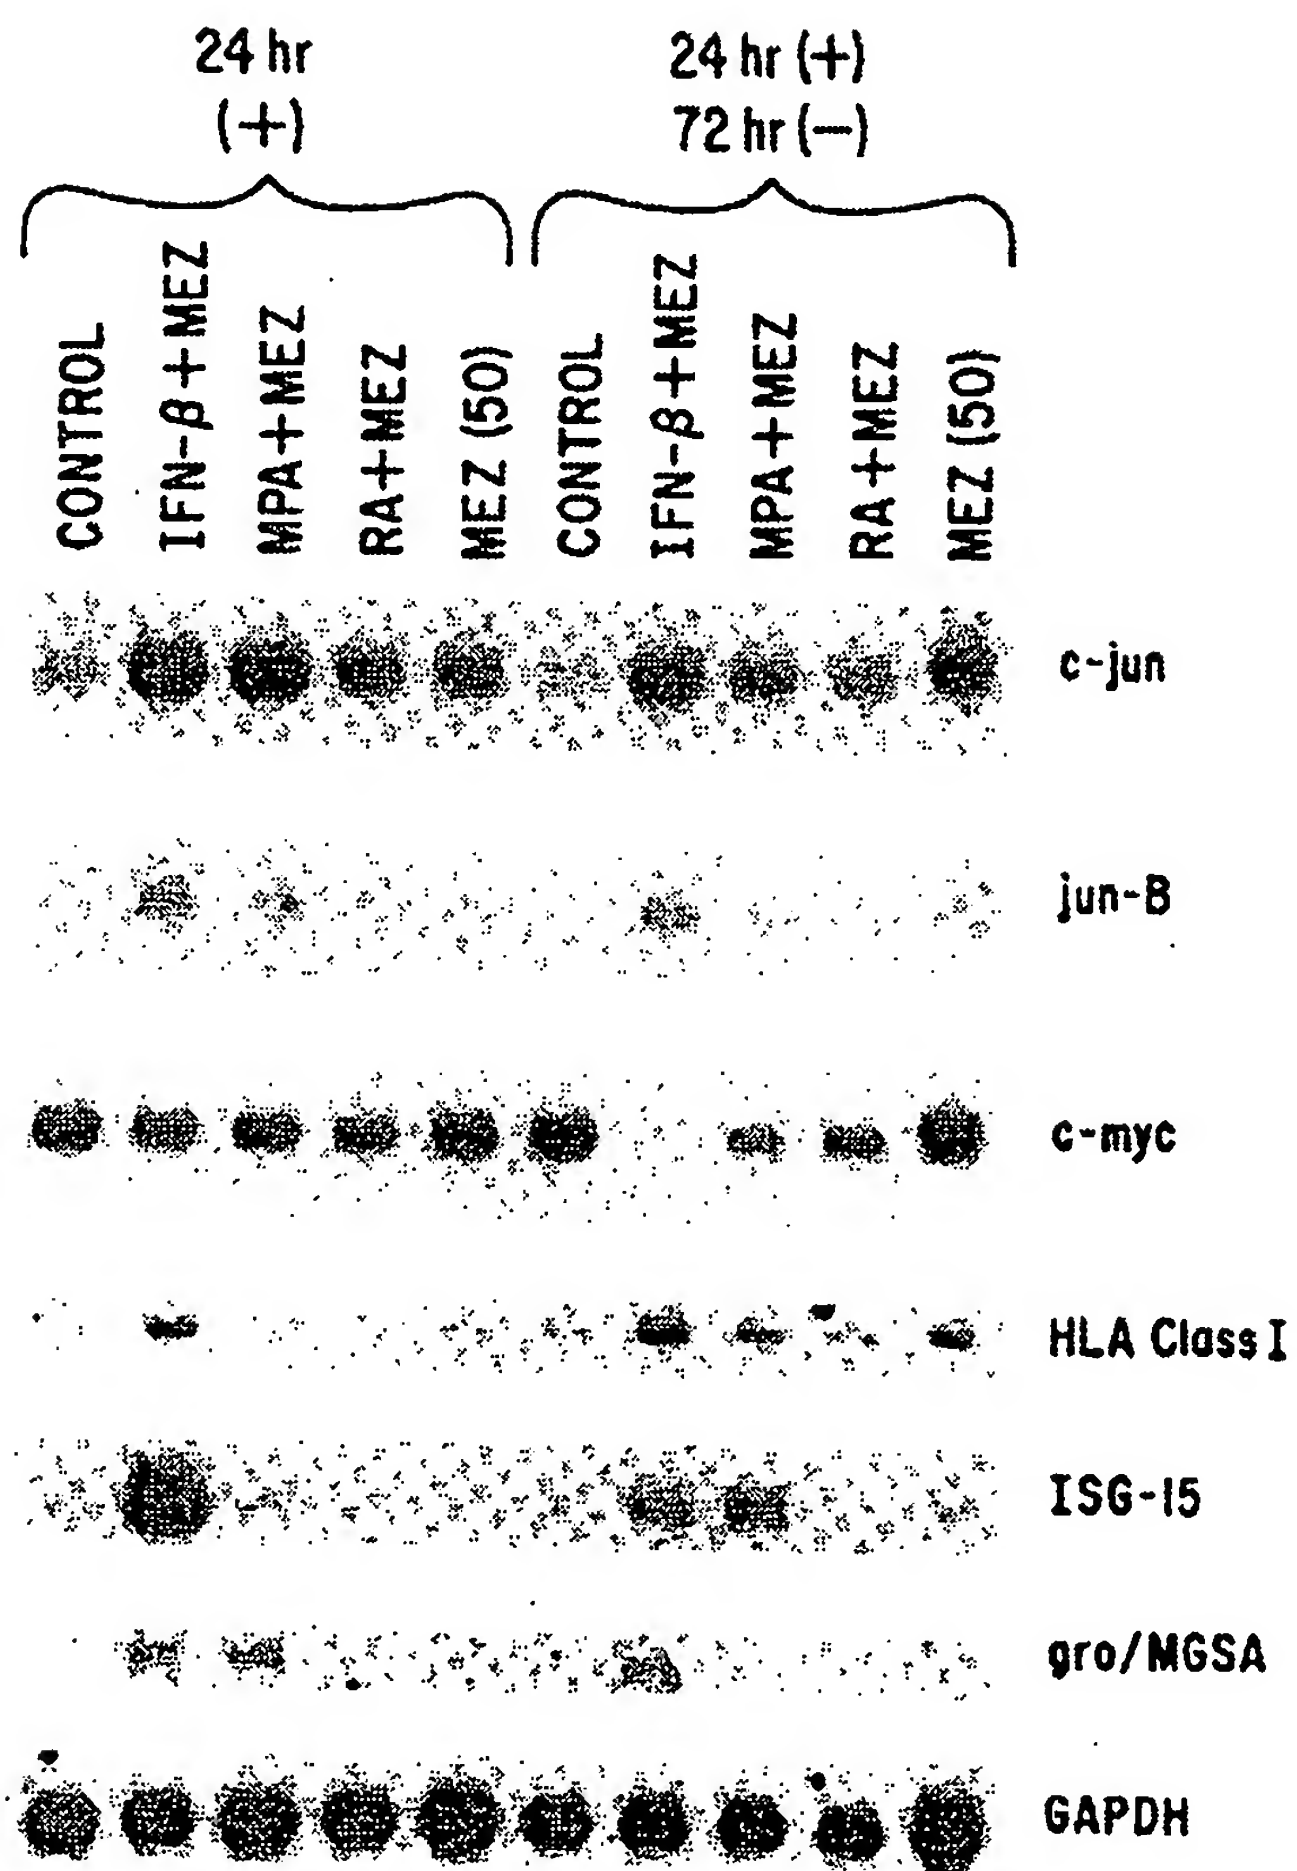 24 hr
(+)
24 hr (+)
72 hr (−)
CONTROL
IFN-β+MEZ
MPA+MEZ
RA+MEZ
MEZ (50)
CONTROL
IFN-β+MEZ
MPA+MEZ
RA+MEZ
MEZ (50)
c-jun
jun-B
c-myc
HLA Class I
ISG-15
gro/MGSA
GAPDH